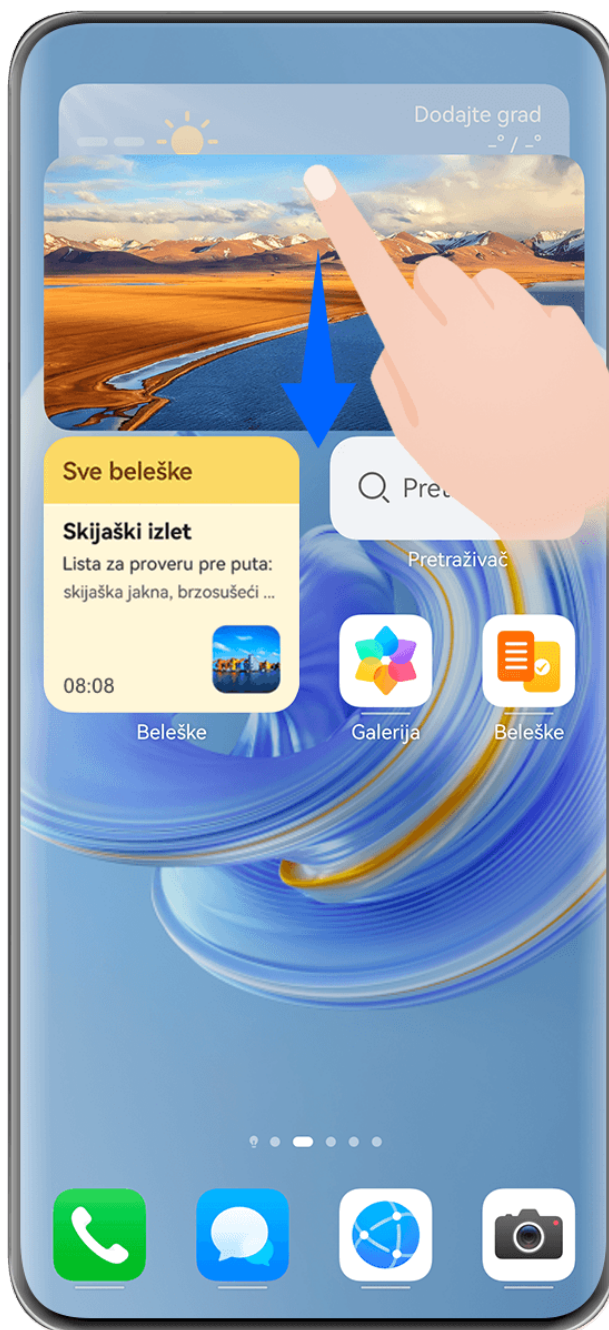 Dodajte grad
–° / –°
Sve beleške
Skijaški izlet
Lista za proveru pre puta:
skijaška jakna, brzosušeći ...
08:08
Beleške
Pretraživač
Galerija
Beleške